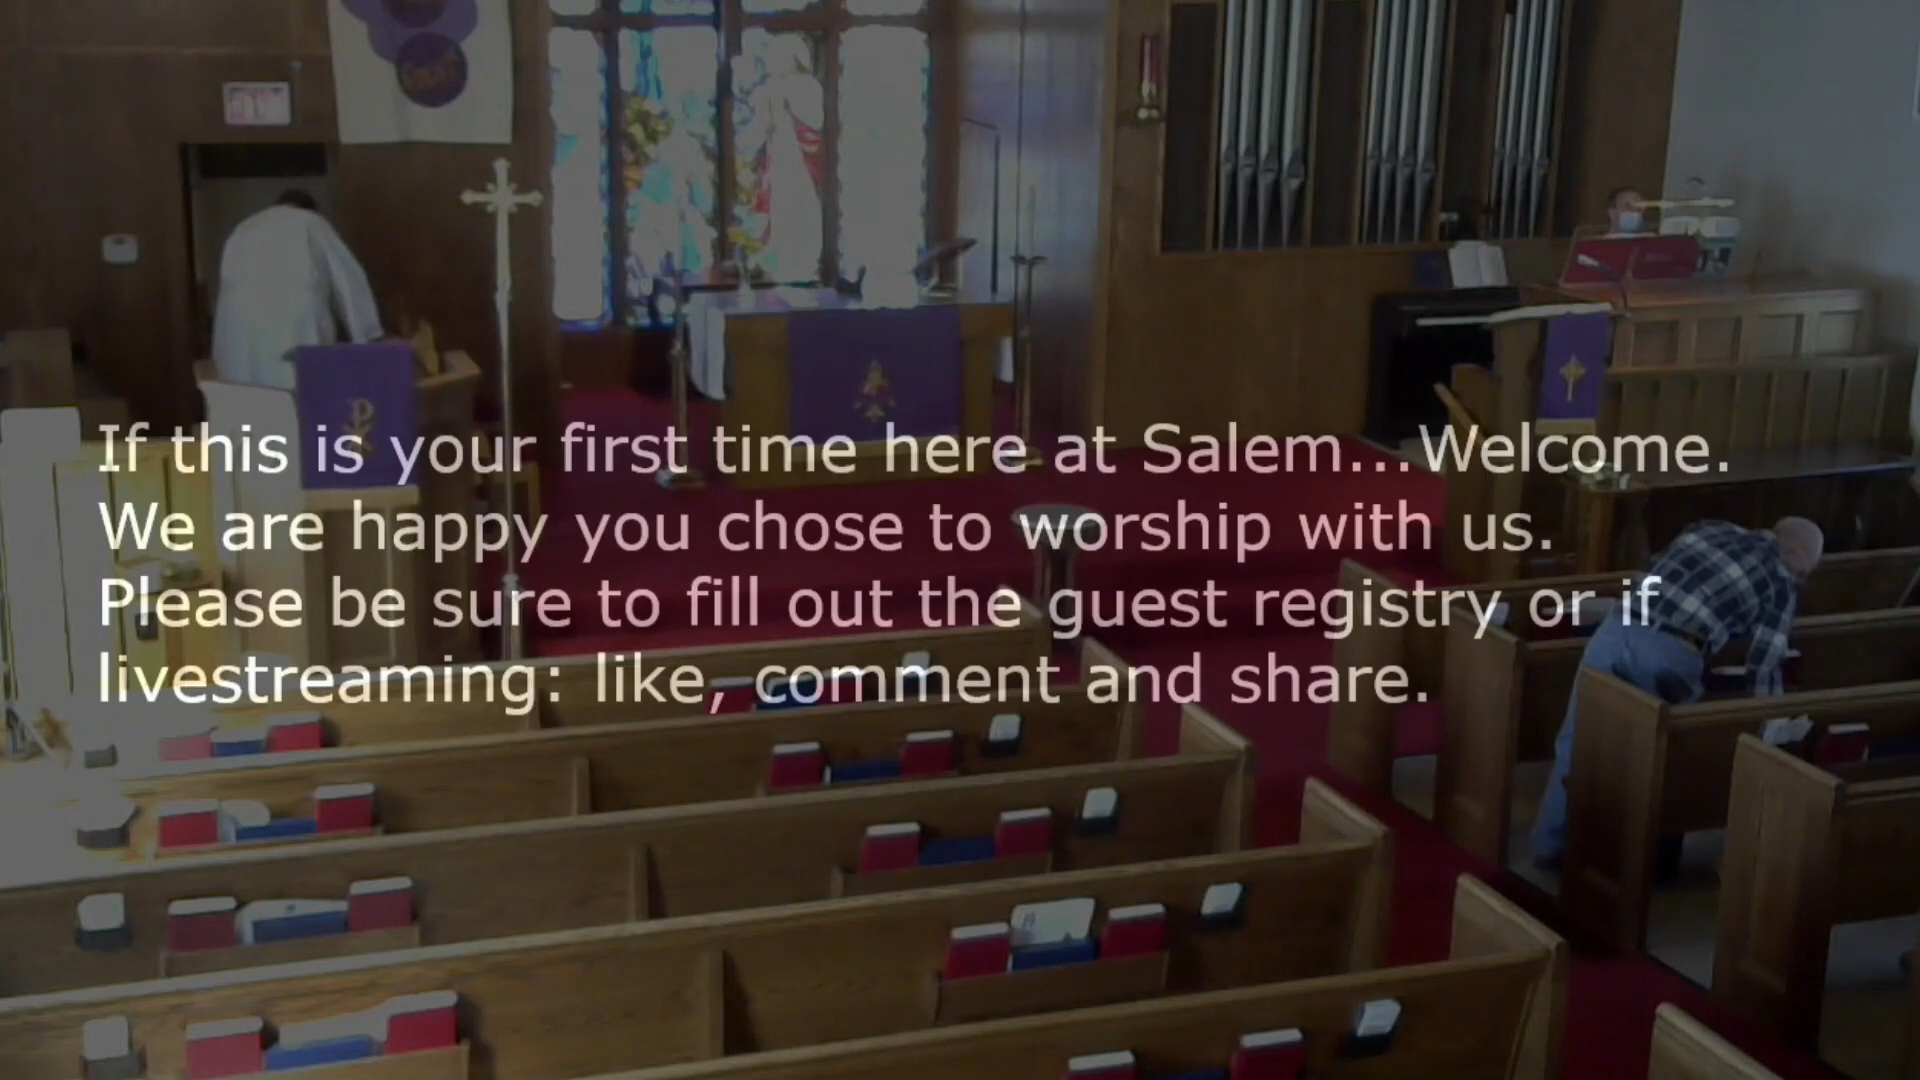 If this is your first time here at Salem...Welcome.
We are happy you chose to worship with us.
Please be sure to fill out the guest registry or if
livestreaming: like, comment and share.